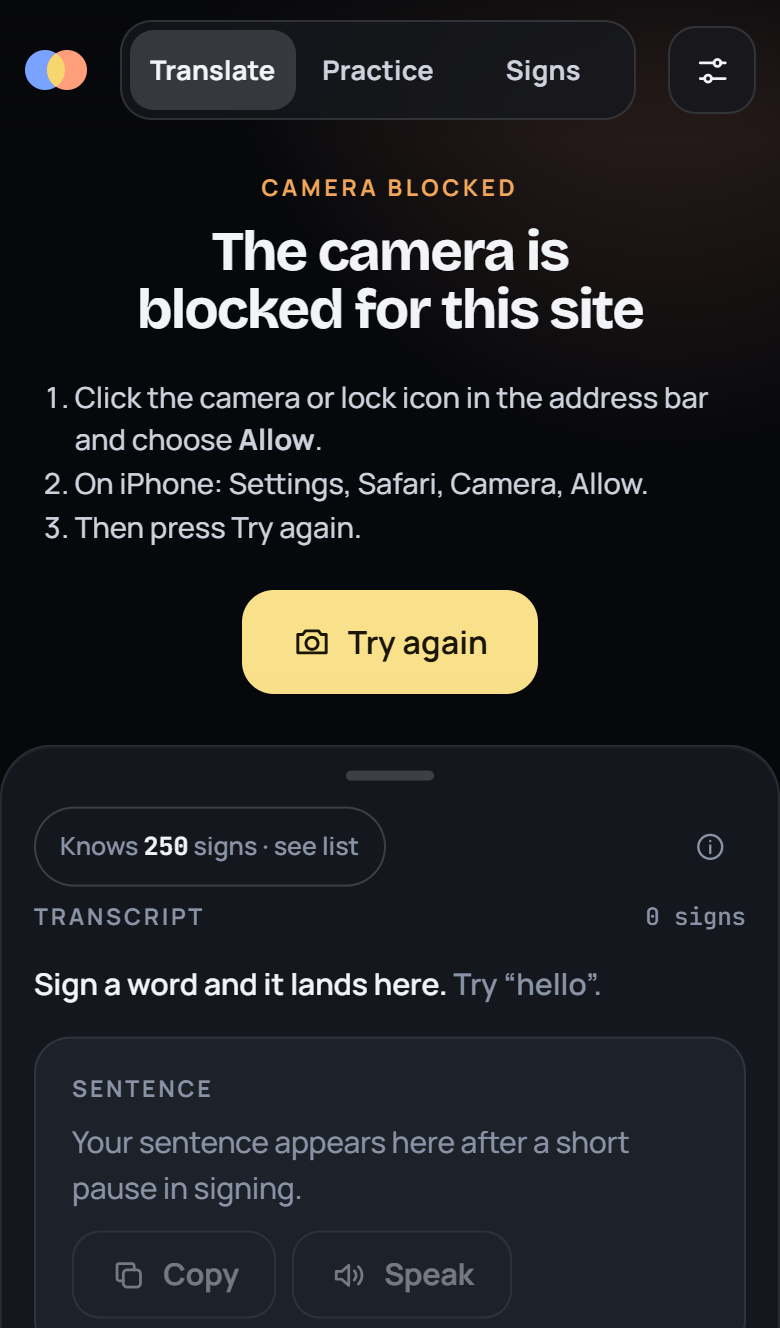 Translate Practice Signs
CAMERA BLOCKED
The camera is
blocked for this site
1. Click the camera or lock icon in the address bar
and choose Allow.
2. On iPhone: Settings, Safari, Camera, Allow.
3. Then press Try again.
Try again
Knows 250 signs · see list
TRANSCRIPT 0 signs
Sign a word and it lands here. Try “hello”.
SENTENCE
Your sentence appears here after a short
pause in signing.
Copy Speak